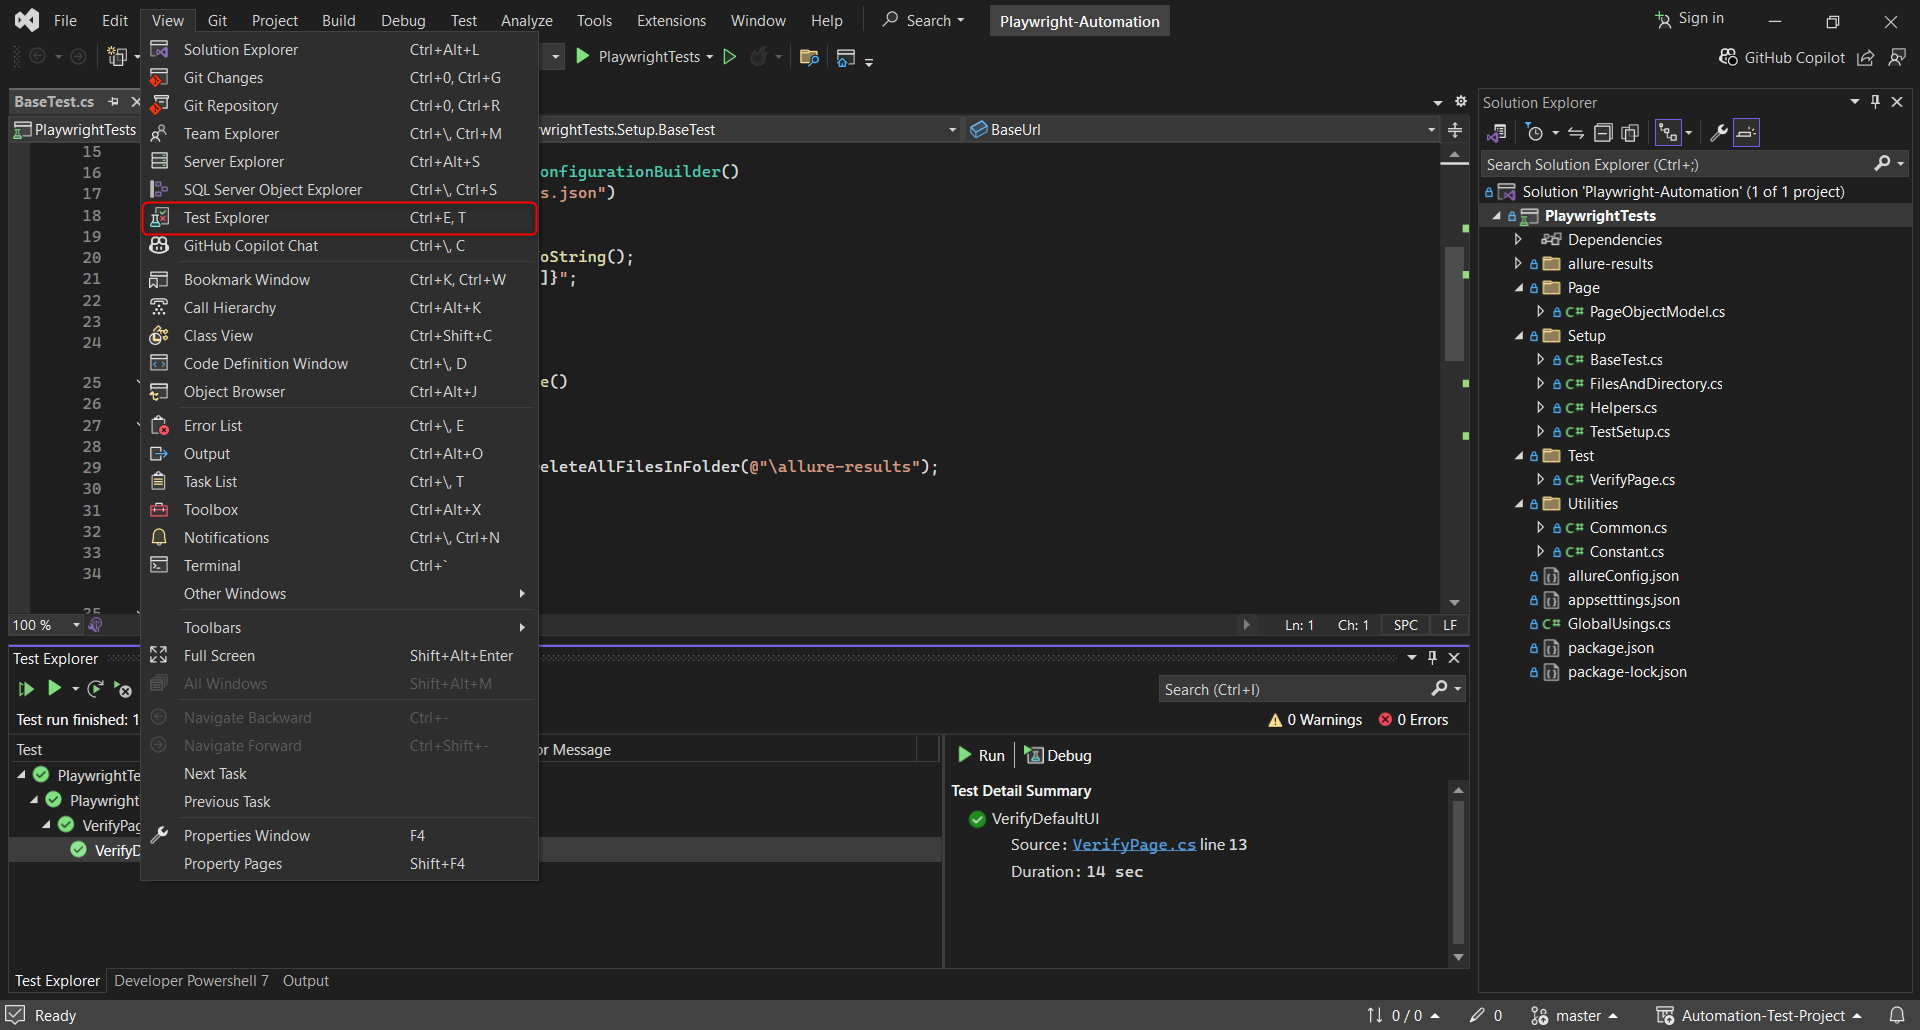 File Edit View Git Project Build Debug Test Analyze Tools Extensions Window Help Search Playwright-Automation Sign in
PlaywrightTests GitHub Copilot
BaseTest.cs
PlaywrightTests wrightTests.Setup.BaseTest BaseUrl
Solution Explorer Ctrl+Alt+L
Git Changes Ctrl+0, Ctrl+G
Git Repository Ctrl+0, Ctrl+R
Team Explorer Ctrl+\, Ctrl+M
Server Explorer Ctrl+Alt+S
SQL Server Object Explorer Ctrl+\, Ctrl+S
Test Explorer Ctrl+E, T
GitHub Copilot Chat Ctrl+\, C
Bookmark Window Ctrl+K, Ctrl+W
Call Hierarchy Ctrl+Alt+K
Class View Ctrl+Shift+C
Code Definition Window Ctrl+\, D
Object Browser Ctrl+Alt+J
Error List Ctrl+\, E
Output Ctrl+Alt+O
Task List Ctrl+\, T
Toolbox Ctrl+Alt+X
Notifications Ctrl+\, Ctrl+N
Terminal Ctrl+`
Other Windows
Toolbars
Full Screen Shift+Alt+Enter
All Windows Shift+Alt+M
Navigate Backward Ctrl+-
Navigate Forward Ctrl+Shift+-
Next Task
Previous Task
Properties Window F4
Property Pages Shift+F4
15
16 onfigurationBuilder()
17 s.json")
18
19
20 oString();
21 ]}";
22
23
24
25 e()
26
27
28
29 eleteAllFilesInFolder(@"\allure-results");
30
31
32
33
34
35
100 % Ln: 1 Ch: 1 SPC LF
Test Explorer
Search (Ctrl+I)
Test run finished: 1 0 Warnings 0 Errors
Test or Message
PlaywrightTe
Playwright
VerifyPag
VerifyD
Run Debug
Test Detail Summary
VerifyDefaultUI
Source: VerifyPage.cs line 13
Duration: 14 sec
Test Explorer Developer Powershell 7 Output
Solution Explorer
Search Solution Explorer (Ctrl+;)
Solution 'Playwright-Automation' (1 of 1 project)
PlaywrightTests
Dependencies
allure-results
Page
C# PageObjectModel.cs
Setup
C# BaseTest.cs
C# FilesAndDirectory.cs
C# Helpers.cs
C# TestSetup.cs
Test
C# VerifyPage.cs
Utilities
C# Common.cs
C# Constant.cs
allureConfig.json
appsetttings.json
C# GlobalUsings.cs
package.json
package-lock.json
Ready 0 / 0 0 master Automation-Test-Project